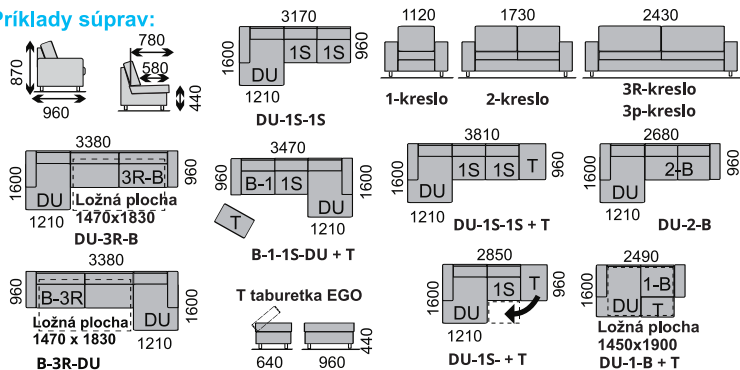 Príklady súprav:
870
960
780
580
440
3170
1600
960
1S
1S
DU
1210
DU-1S-1S
1120
1-kreslo
1730
2-kreslo
2430
3R-kreslo
3p-kreslo
3380
1600
960
3R-B
DU
1210
Ložná plocha
1470x1830
DU-3R-B
3470
960
B-1
1S
1600
DU
T
1210
B-1-1S-DU + T
3810
1600
960
1S
1S
T
DU
1210
DU-1S-1S + T
2680
1600
960
2-B
DU
1210
DU-2-B
3380
960
B-3R
1600
DU
Ložná plocha
1470 x 1830
1210
B-3R-DU
T taburetka EGO
440
640
960
2850
1600
960
1S
T
DU
1210
DU-1S- + T
2490
1600
960
1-B
DU
T
Ložná plocha
1450x1900
DU-1-B + T